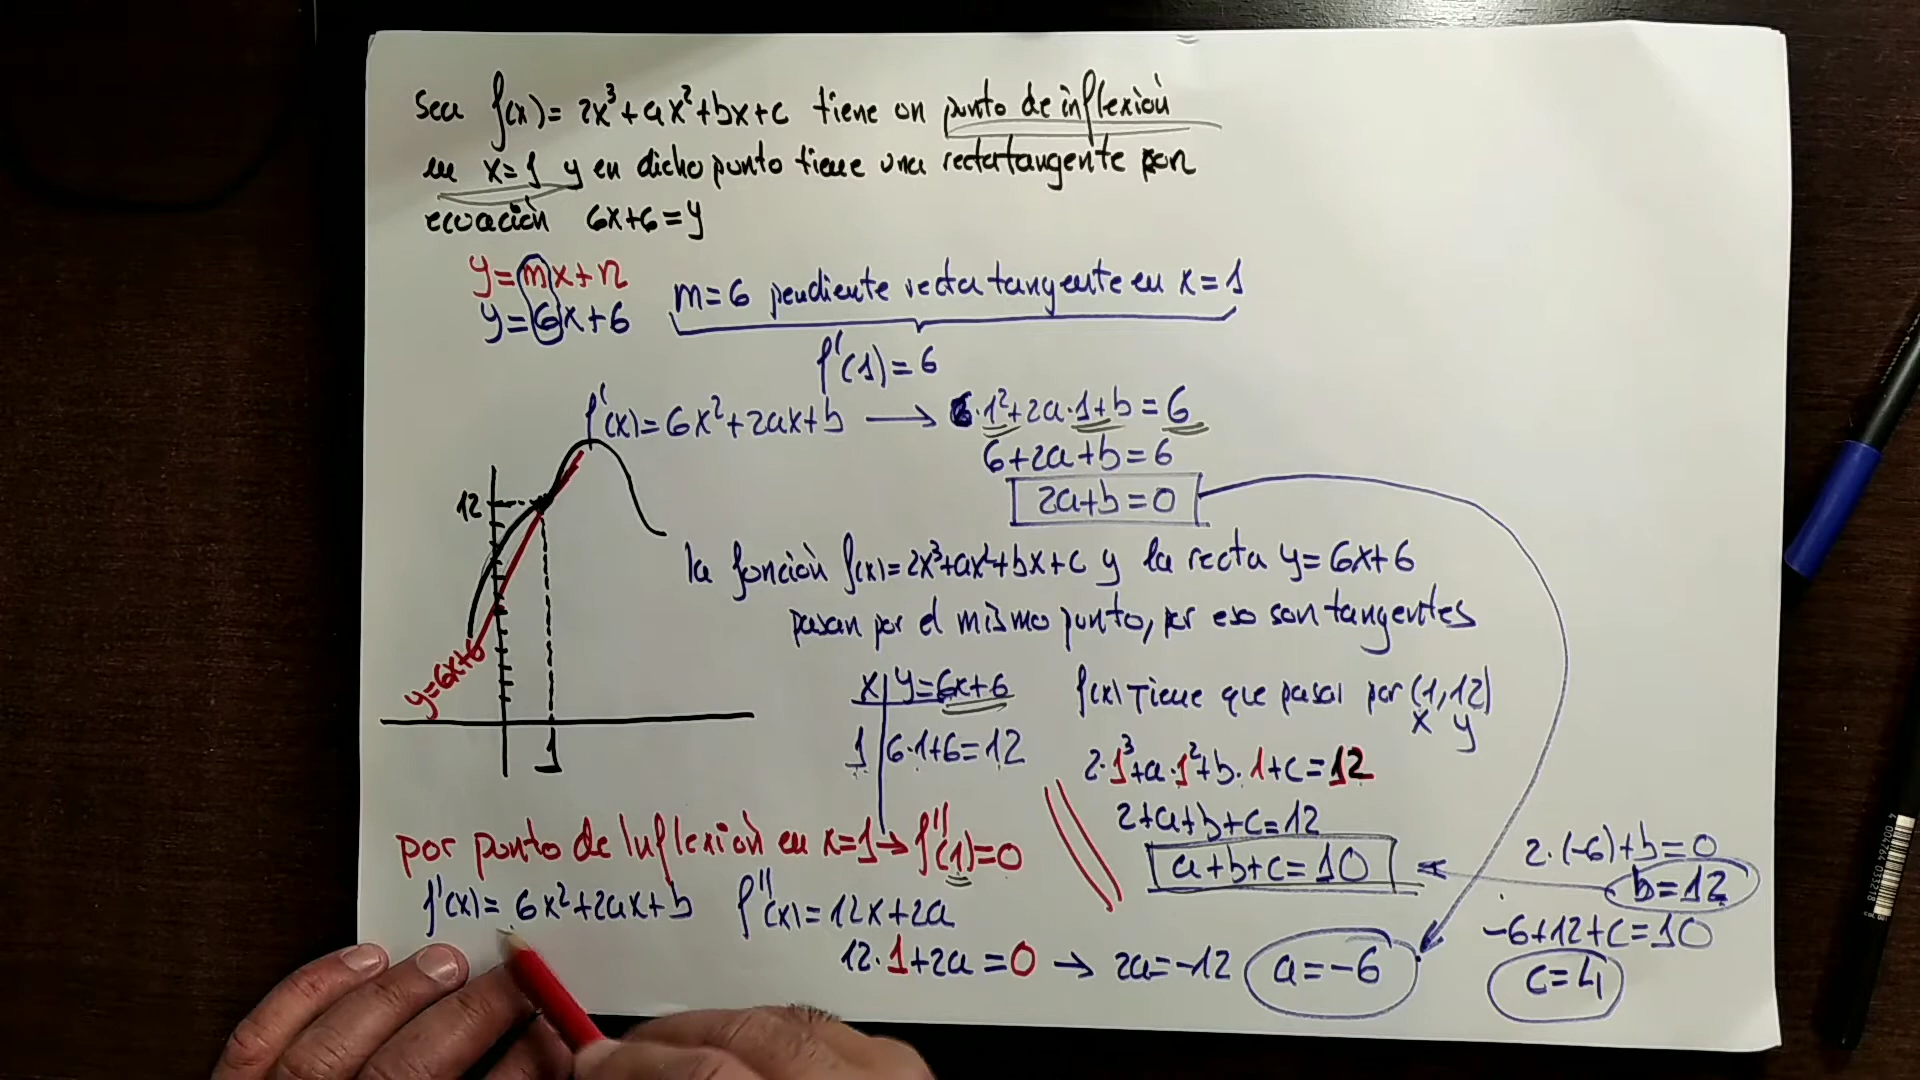 Sea f(x)= 2x³+ax²+bx+c tiene un punto de inflexión
en x=1 y en dicho punto tiene una recta tangente por
ecuación 6x+6=y
y=mx+n
y=6x+6
m=6 pendiente recta tangente en x=1
f'(1)=6
f'(x)=6x²+2ax+b → 6·1²+2a·1+b=6
6+2a+b=6
2a+b=0
12
la función f(x)=2x³+ax²+bx+c y la recta y=6x+6
pasan por el mismo punto, por eso son tangentes
y=6x+6
1
x y=6x+6
1 6·1+6=12
f(x) tiene que pasar por (1,12)
x y
2·1³+a·1²+b·1+c=12
2+a+b+c=12
a+b+c=10
por punto de Inflexión en x=1→f''(1)=0
f'(x)= 6x²+2ax+b f''(x)=12x+2a
12·1+2a=0 → 2a=-12 a=-6
2·(-6)+b=0
b=12
-6+12+c=10
c=4
4 004764 033218